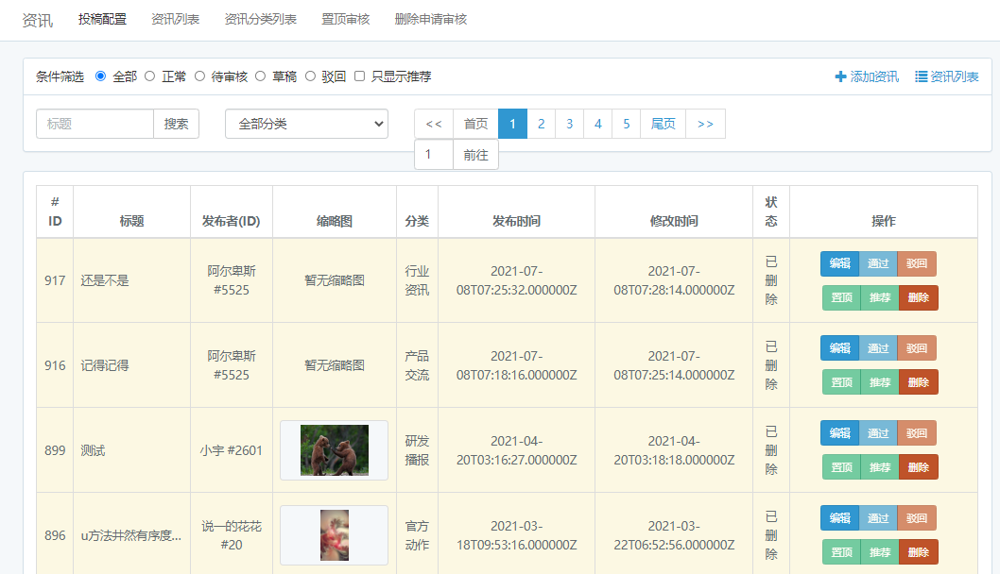 资讯 投稿配置 资讯列表 资讯分类列表 置顶审核 删除申请审核
条件筛选 全部 正常 待审核 草稿 驳回 只显示推荐 添加资讯 资讯列表
标题 搜索 全部分类 << 首页 1 2 3 4 5 尾页 >>
1 前往
# ID 标题 发布者(ID) 缩略图 分类 发布时间 修改时间 状态 操作
917 还是不是 阿尔卑斯 #5525 暂无缩略图 行业资讯 2021-07-08T07:25:32.000000Z 2021-07-08T07:28:14.000000Z 已删除 编辑 通过 驳回
置顶 推荐 删除
916 记得记得 阿尔卑斯 #5525 暂无缩略图 产品交流 2021-07-08T07:18:16.000000Z 2021-07-08T07:25:14.000000Z 已删除 编辑 通过 驳回
置顶 推荐 删除
899 测试 小宇 #2601 研发播报 2021-04-20T03:16:27.000000Z 2021-04-20T03:18:18.000000Z 已删除 编辑 通过 驳回
置顶 推荐 删除
896 u方法井然有序度... 说一的花花 #20 官方动作 2021-03-18T09:53:16.000000Z 2021-03-22T06:52:56.000000Z 已删除 编辑 通过 驳回
置顶 推荐 删除